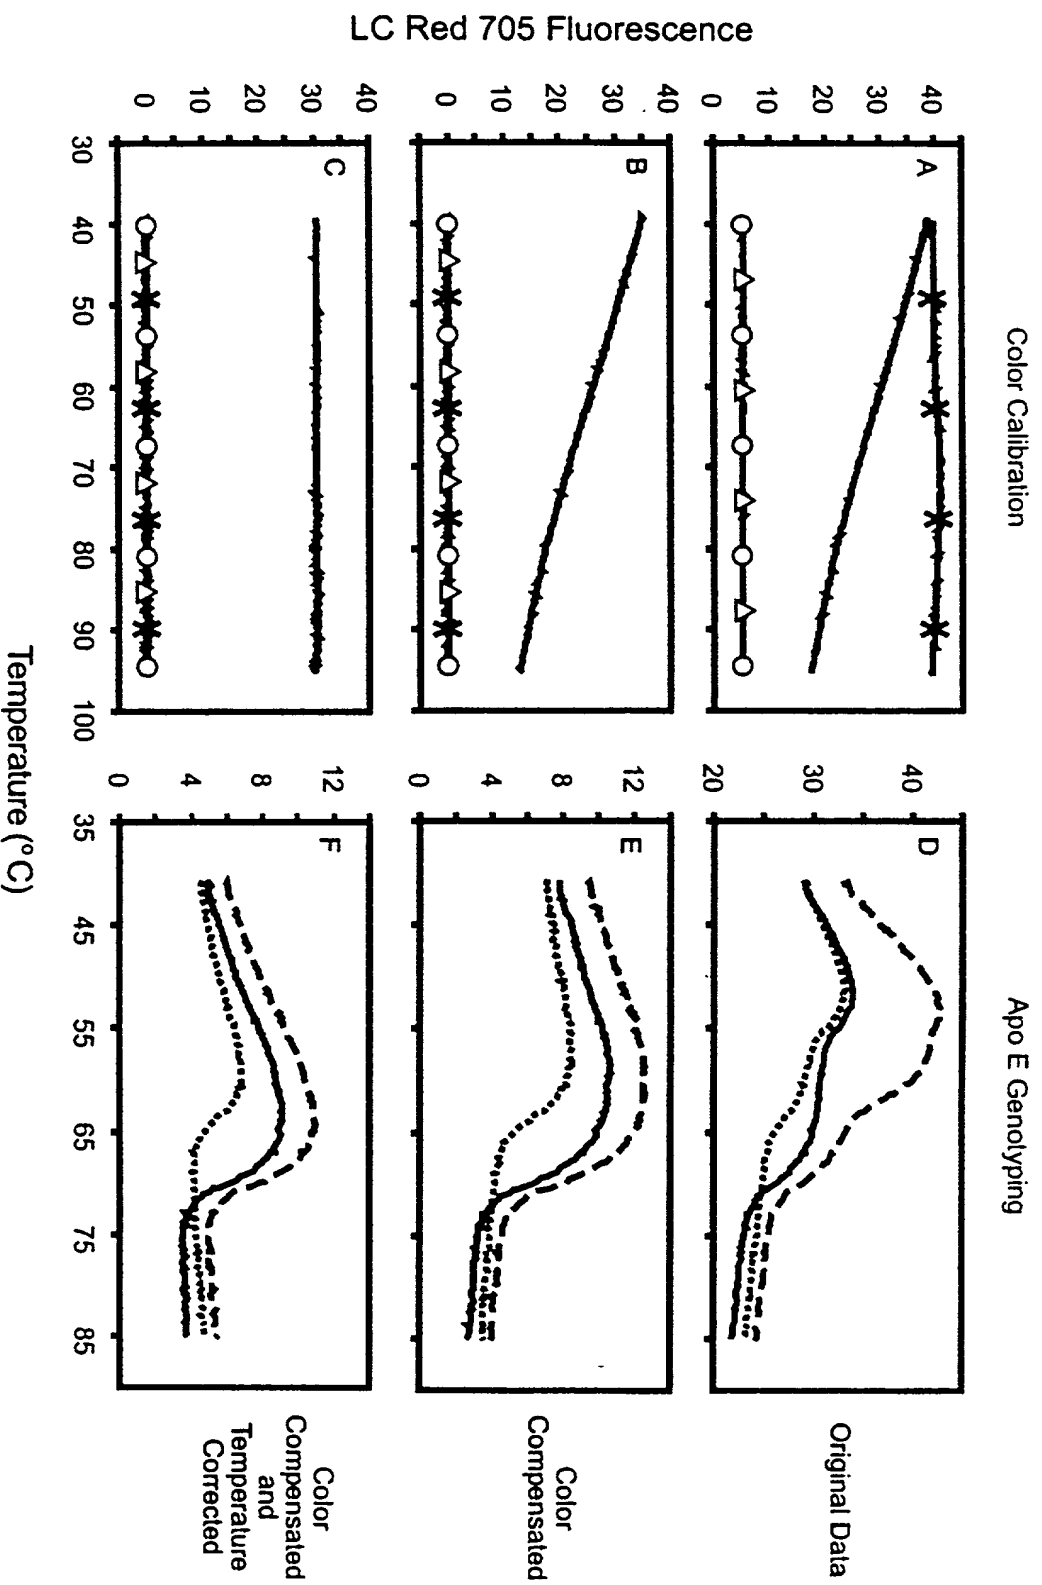 Color Calibration
Apo E Genotyping
LC Red 705 Fluorescence
A
40
30
20
10
0
D
40
30
20
Original Data
B
40
30
20
10
0
E
12
8
4
0
Color
Compensated
C
40
30
20
10
0
30 40 50 60 70 80 90 100
F
12
8
4
0
35 45 55 65 75 85
Color
Compensated
and
Temperature
Corrected
Temperature (°C)